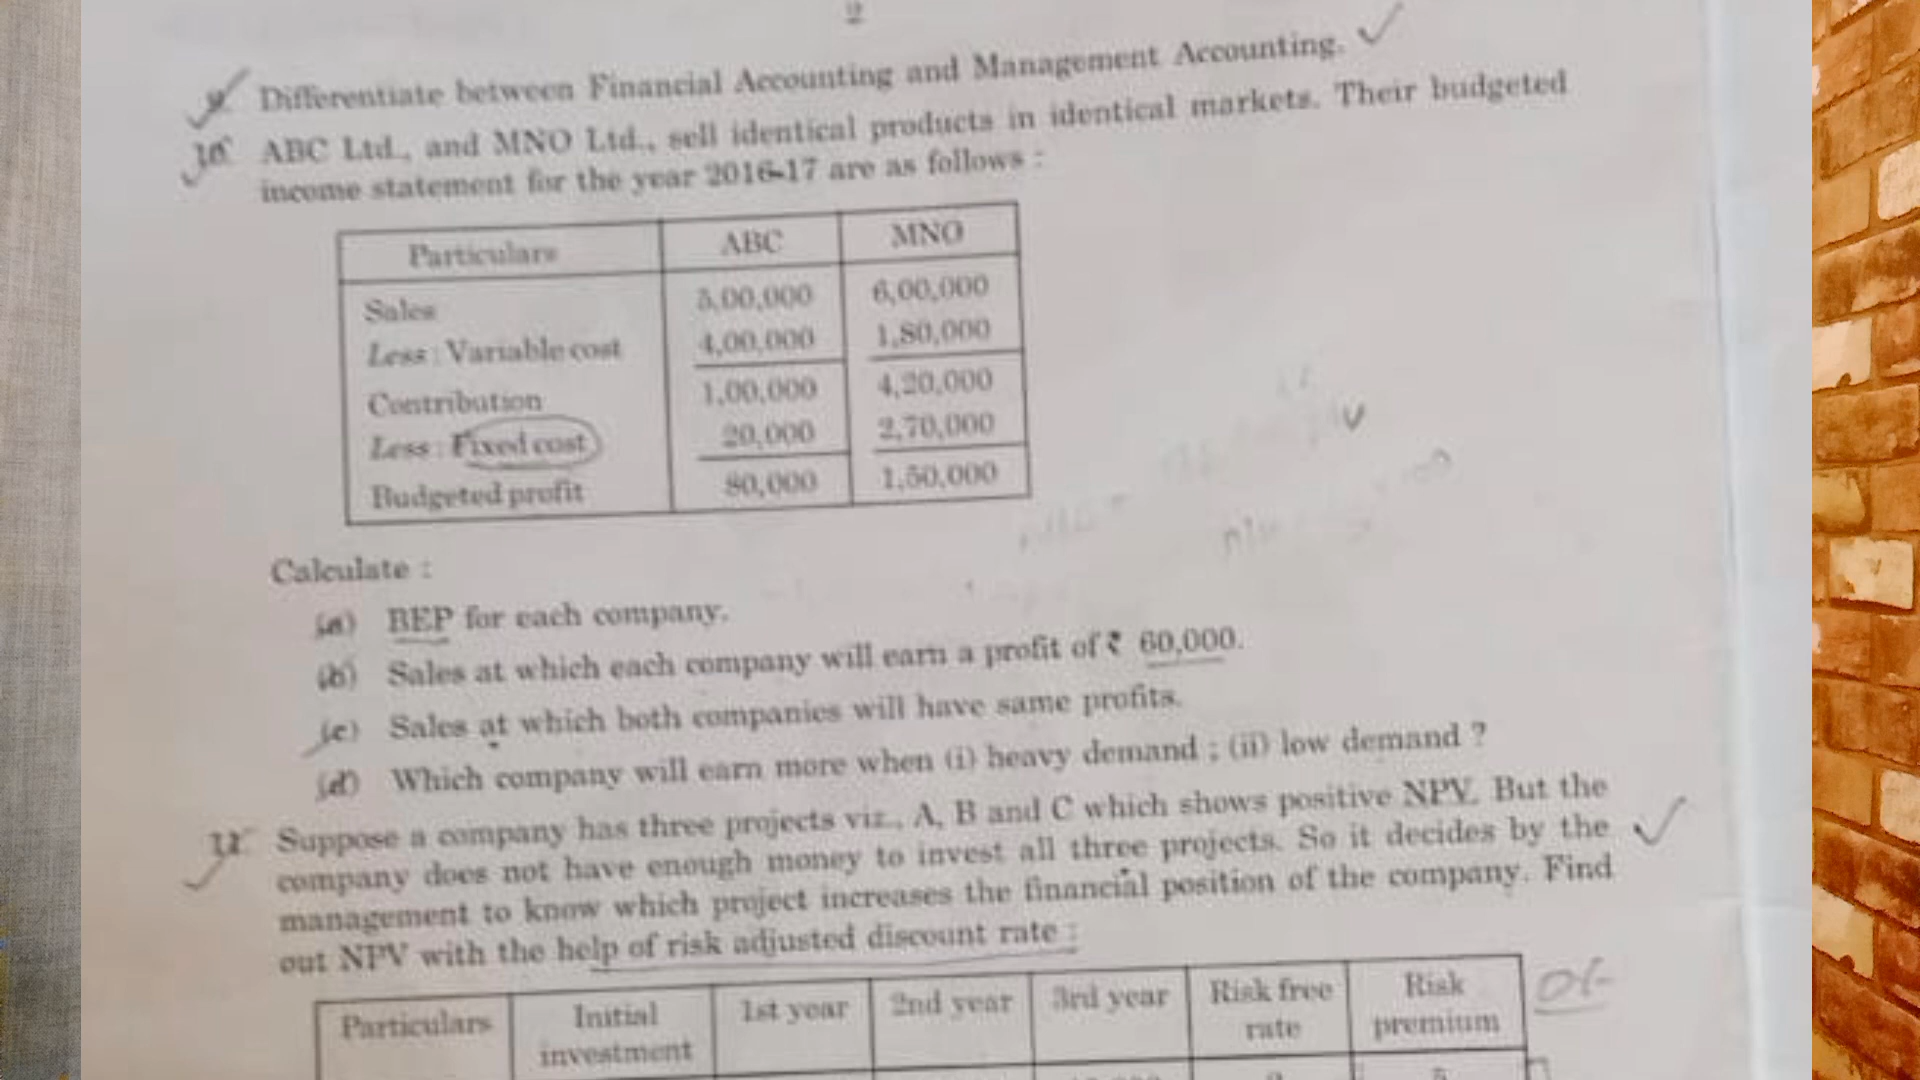 2
9. Differentiate between Financial Accounting and Management Accounting.
10. ABC Ltd., and MNO Ltd., sell identical products in identical markets. Their budgeted
income statement for the year 2016-17 are as follows :
Particulars ABC MNO
Sales 5,00,000 6,00,000
Less : Variable cost 4,00,000 1,80,000
Contribution 1,00,000 4,20,000
Less : Fixed cost 20,000 2,70,000
Budgeted profit 80,000 1,50,000
Calculate :
(a) BEP for each company.
(b) Sales at which each company will earn a profit of ₹ 60,000.
(c) Sales at which both companies will have same profits.
(d) Which company will earn more when (i) heavy demand ; (ii) low demand ?
11. Suppose a company has three projects viz., A, B and C which shows positive NPV. But the
company does not have enough money to invest all three projects. So it decides by the
management to know which project increases the financial position of the company. Find
out NPV with the help of risk adjusted discount rate :
Particulars Initial investment 1st year 2nd year 3rd year Risk free rate Risk premium